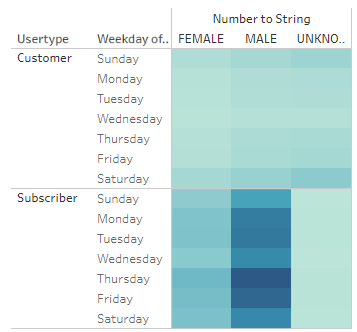 Number to String
Usertype Weekday of.. FEMALE MALE UNKNO..
Customer Sunday
Monday
Tuesday
Wednesday
Thursday
Friday
Saturday
Subscriber Sunday
Monday
Tuesday
Wednesday
Thursday
Friday
Saturday